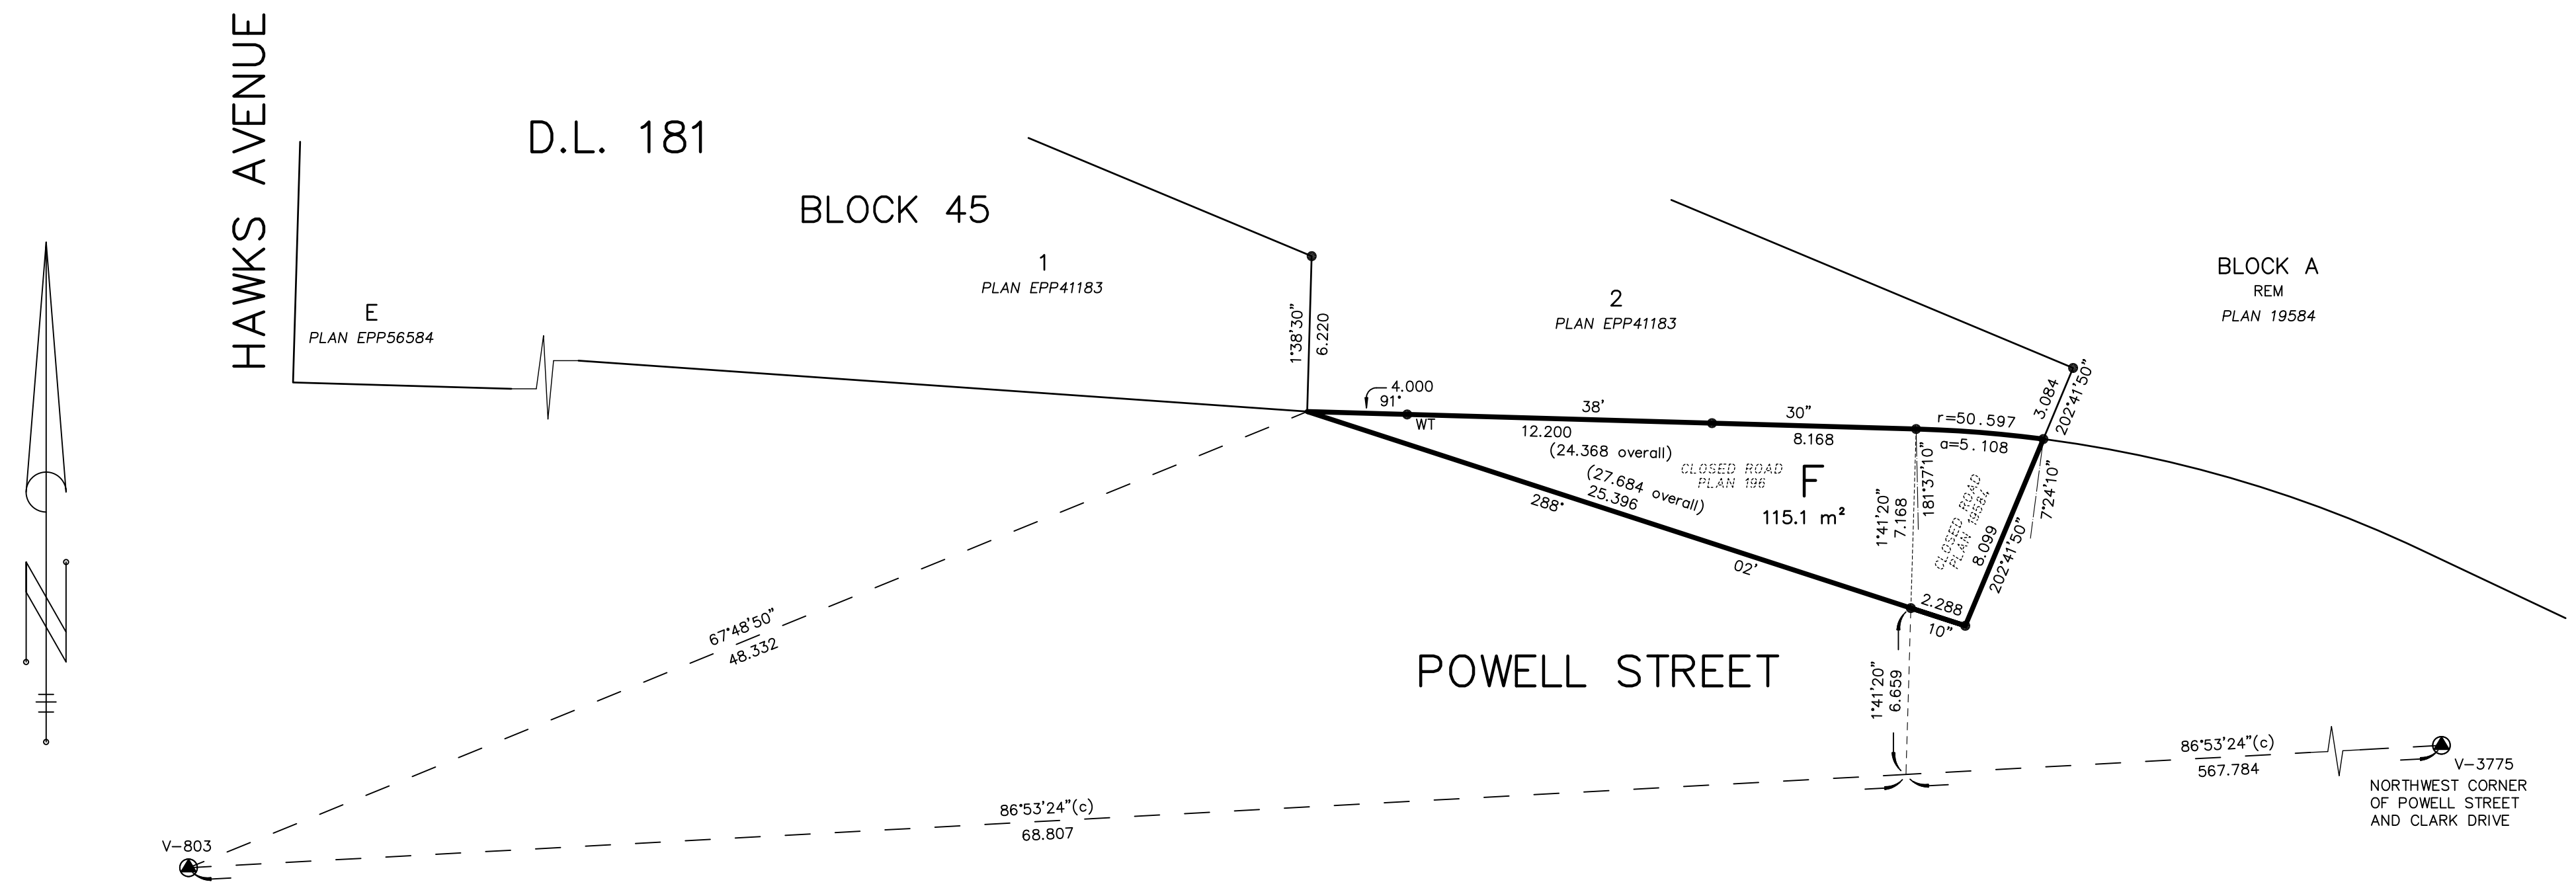 HAWKS AVENUE
D.L. 181
BLOCK 45
1
PLAN EPP41183
E
PLAN EPP56584
2
PLAN EPP41183
BLOCK A
REM
PLAN 19584
1°38'30"
6.220
4.000
91°
WT
38'
12.200
(24.368 overall)
30"
8.168
r=50.597
a=5.108
3.084
202°41'50"
(27.684 overall)
25.396
288°
02'
10"
2.288
CLOSED ROAD
PLAN 196
F
115.1 m²
1°41'20"
7.168
181°37'10"
CLOSED ROAD
PLAN 19584
8.099
202°41'50"
7°24'10"
67°48'50"
48.332
POWELL STREET
1°41'20"
6.659
86°53'24"(c)
68.807
86°53'24"(c)
567.784
V-803
V-3775
NORTHWEST CORNER
OF POWELL STREET
AND CLARK DRIVE
N